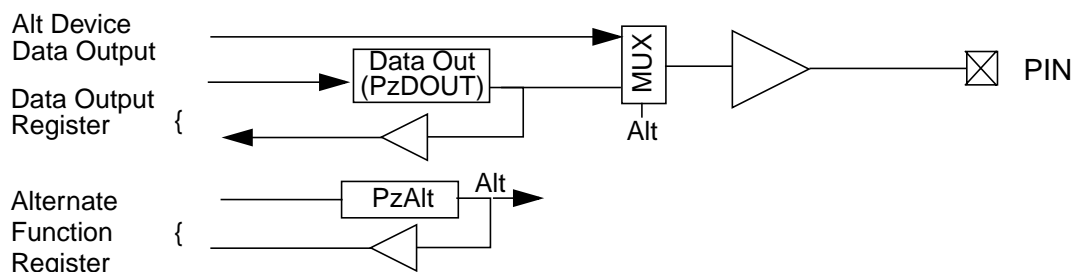 Alt Device
Data Output
Data Out
(PzDOUT)
MUX
PIN
Data Output
Register {
Alt
Alt
PzAlt
Alternate
Function {
Register